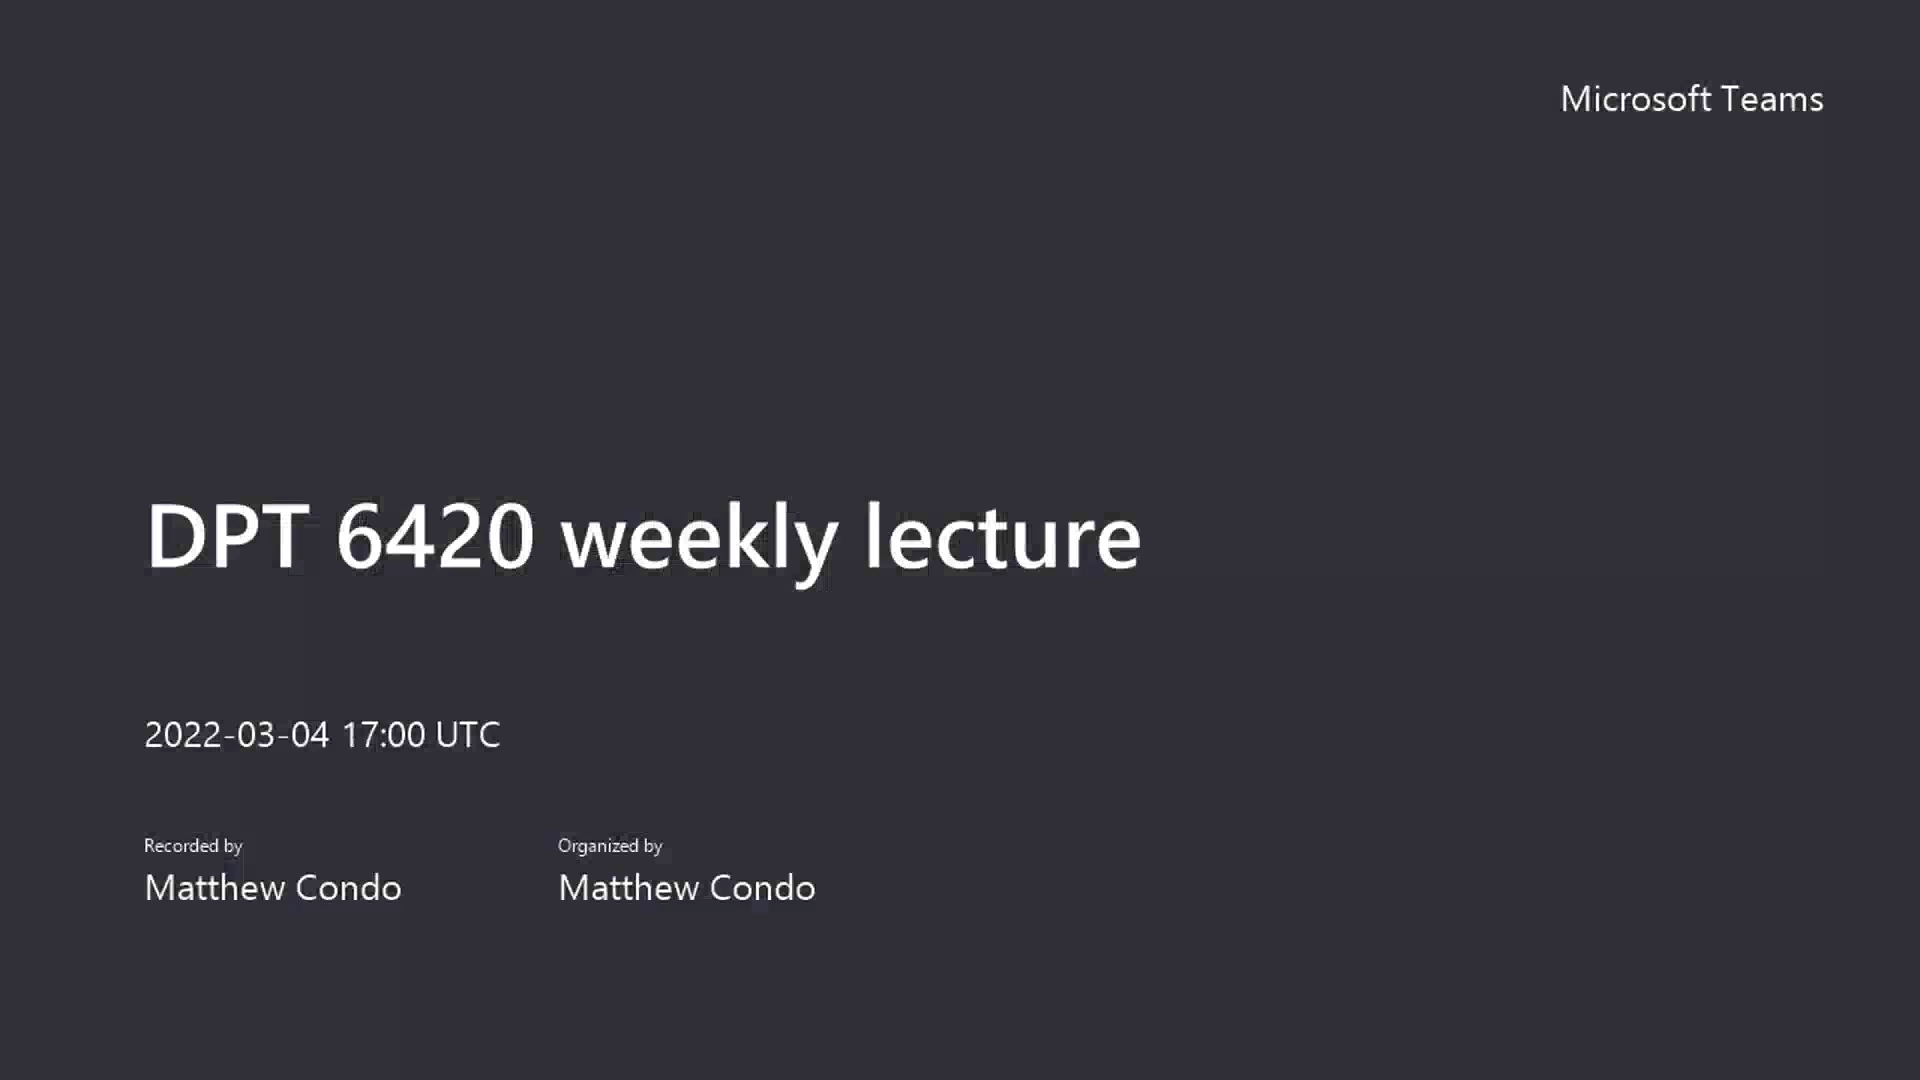 Microsoft Teams
DPT 6420 weekly lecture
2022-03-04 17:00 UTC
Recorded by
Matthew Condo
Organized by
Matthew Condo